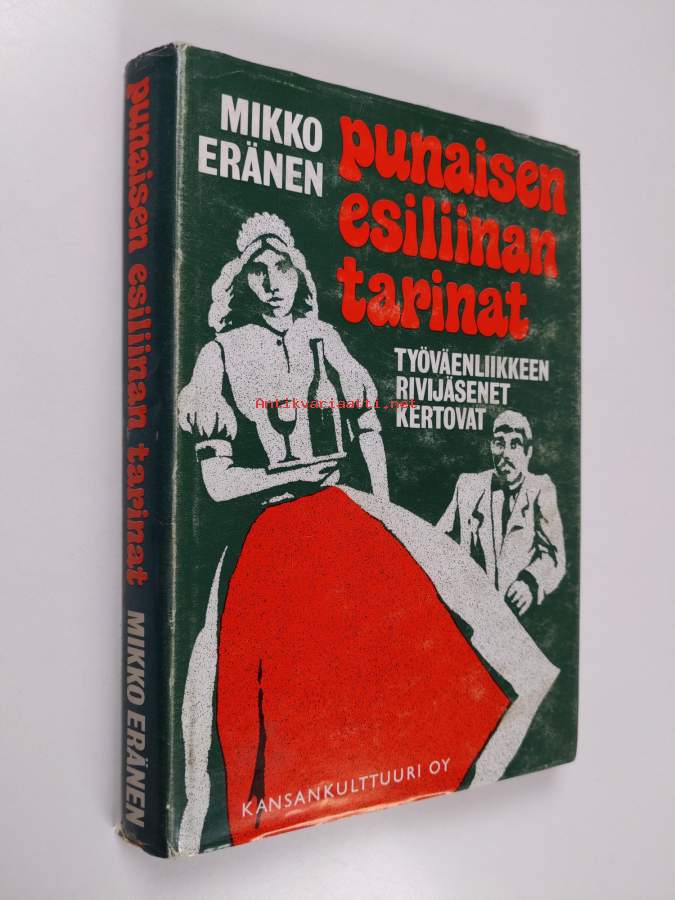 punaisen esiliinan tarinat MIKKO ERÄNEN
MIKKO
ERÄNEN
punaisen
esiliinan
tarinat
TYÖVÄENLIIKKEEN
RIVIJÄSENET
KERTOVAT
Antikvariaatti.net
KANSANKULTTUURI OY